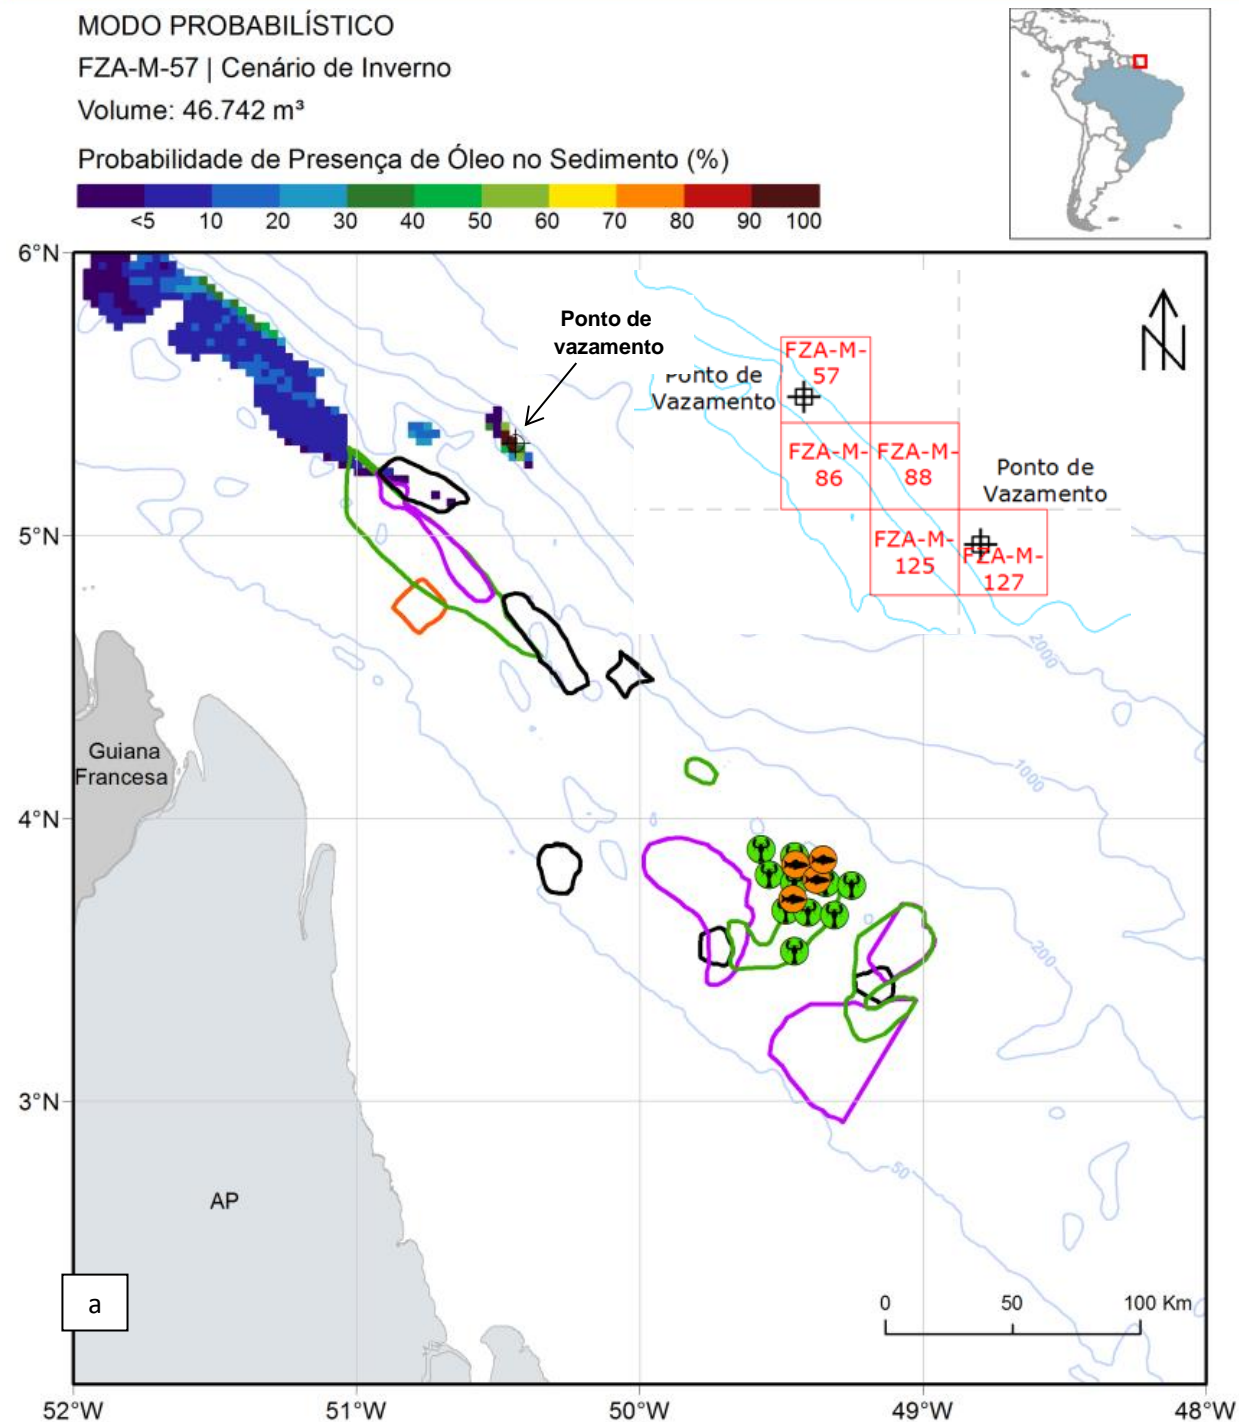 MODO PROBABILÍSTICO
FZA-M-57 | Cenário de Inverno
Volume: 46.742 m³
Probabilidade de Presença de Óleo no Sedimento (%)
<5 10 20 30 40 50 60 70 80 90 100
6°N
5°N
4°N
3°N
Ponto de
vazamento
Ponto de
Vazamento
FZA-M-
57
FZA-M-
86
FZA-M-
88
Ponto de
Vazamento
FZA-M-
125
FZA-M-
127
N
2000
1000
200
50
Guiana
Francesa
AP
a
0 50 100 Km
52°W 51°W 50°W 49°W 48°W